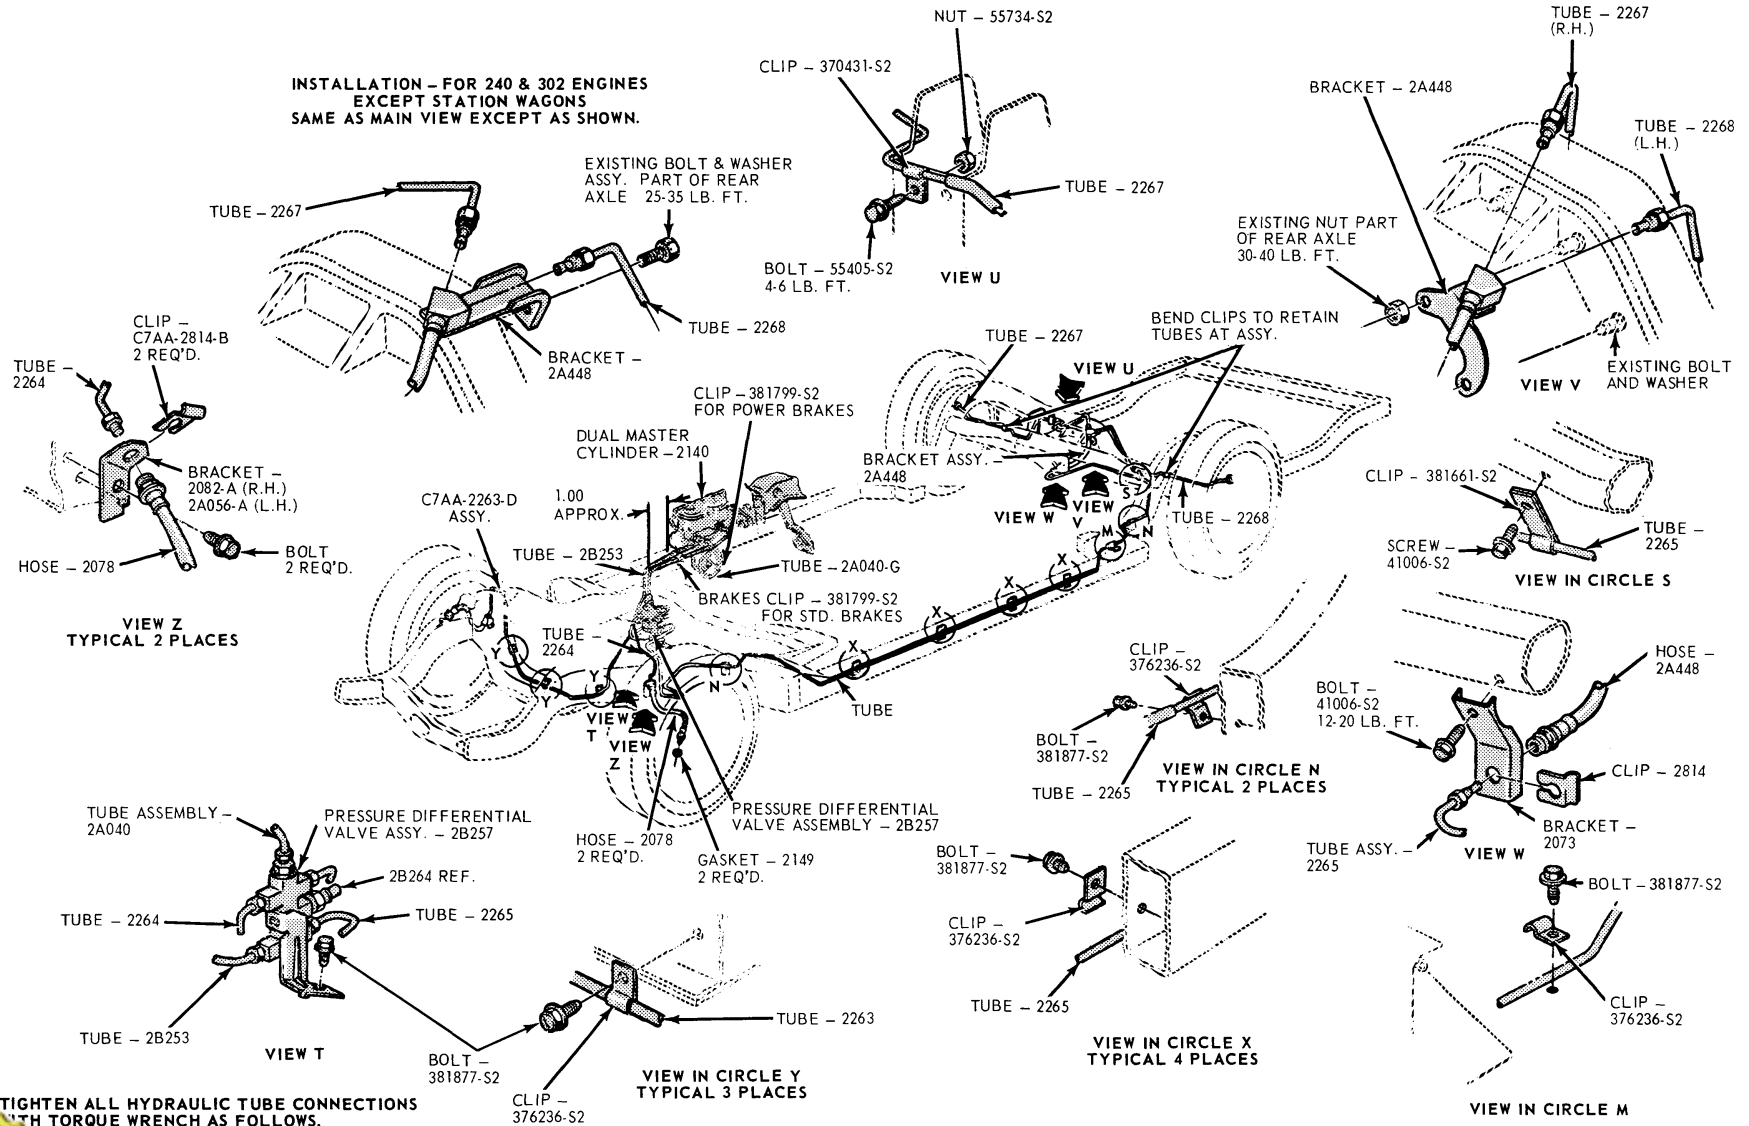 NUT – 55734-S2
CLIP – 370431-S2
TUBE – 2267
BOLT – 55405-S2
4-6 LB. FT.
VIEW U
INSTALLATION – FOR 240 & 302 ENGINES
EXCEPT STATION WAGONS
SAME AS MAIN VIEW EXCEPT AS SHOWN.
TUBE – 2267
EXISTING BOLT & WASHER
ASSY. PART OF REAR
AXLE 25-35 LB. FT.
TUBE – 2268
BRACKET –
2A448
TUBE – 2267
(R.H.)
BRACKET – 2A448
TUBE – 2268
(L.H.)
EXISTING NUT PART
OF REAR AXLE
30-40 LB. FT.
EXISTING BOLT
AND WASHER
VIEW V
CLIP –
C7AA-2814-B
2 REQ'D.
TUBE –
2264
BRACKET –
2082-A (R.H.)
2A056-A (L.H.)
HOSE – 2078
BOLT
2 REQ'D.
VIEW Z
TYPICAL 2 PLACES
TUBE – 2267
BEND CLIPS TO RETAIN
TUBES AT ASSY.
VIEW U
CLIP – 381799-S2
FOR POWER BRAKES
DUAL MASTER
CYLINDER – 2140
BRACKET ASSY. –
2A448
C7AA-2263-D
ASSY.
1.00
APPROX.
VIEW W
VIEW
V
S
TUBE – 2268
M
N
TUBE – 2B253
TUBE – 2A040-G
BRAKES CLIP – 381799-S2
FOR STD. BRAKES
TUBE –
2264
X
X
X
X
Y
Y
Y
N
TUBE
VIEW
T
VIEW
Z
PRESSURE DIFFERENTIAL
VALVE ASSEMBLY – 2B257
HOSE – 2078
2 REQ'D.
GASKET – 2149
2 REQ'D.
CLIP – 381661-S2
TUBE –
2265
SCREW –
41006-S2
VIEW IN CIRCLE S
CLIP –
376236-S2
BOLT –
381877-S2
TUBE – 2265
VIEW IN CIRCLE N
TYPICAL 2 PLACES
HOSE –
2A448
BOLT –
41006-S2
12-20 LB. FT.
CLIP – 2814
BRACKET –
2073
TUBE ASSY. –
2265
VIEW W
TUBE ASSEMBLY –
2A040
PRESSURE DIFFERENTIAL
VALVE ASSY. – 2B257
2B264 REF.
TUBE – 2264
TUBE – 2265
TUBE – 2B253
VIEW T
BOLT –
381877-S2
TUBE – 2263
CLIP –
376236-S2
VIEW IN CIRCLE Y
TYPICAL 3 PLACES
BOLT –
381877-S2
CLIP –
376236-S2
TUBE – 2265
VIEW IN CIRCLE X
TYPICAL 4 PLACES
BOLT – 381877-S2
CLIP –
376236-S2
VIEW IN CIRCLE M
TIGHTEN ALL HYDRAULIC TUBE CONNECTIONS
TORQUE WRENCH AS FOLLOWS.